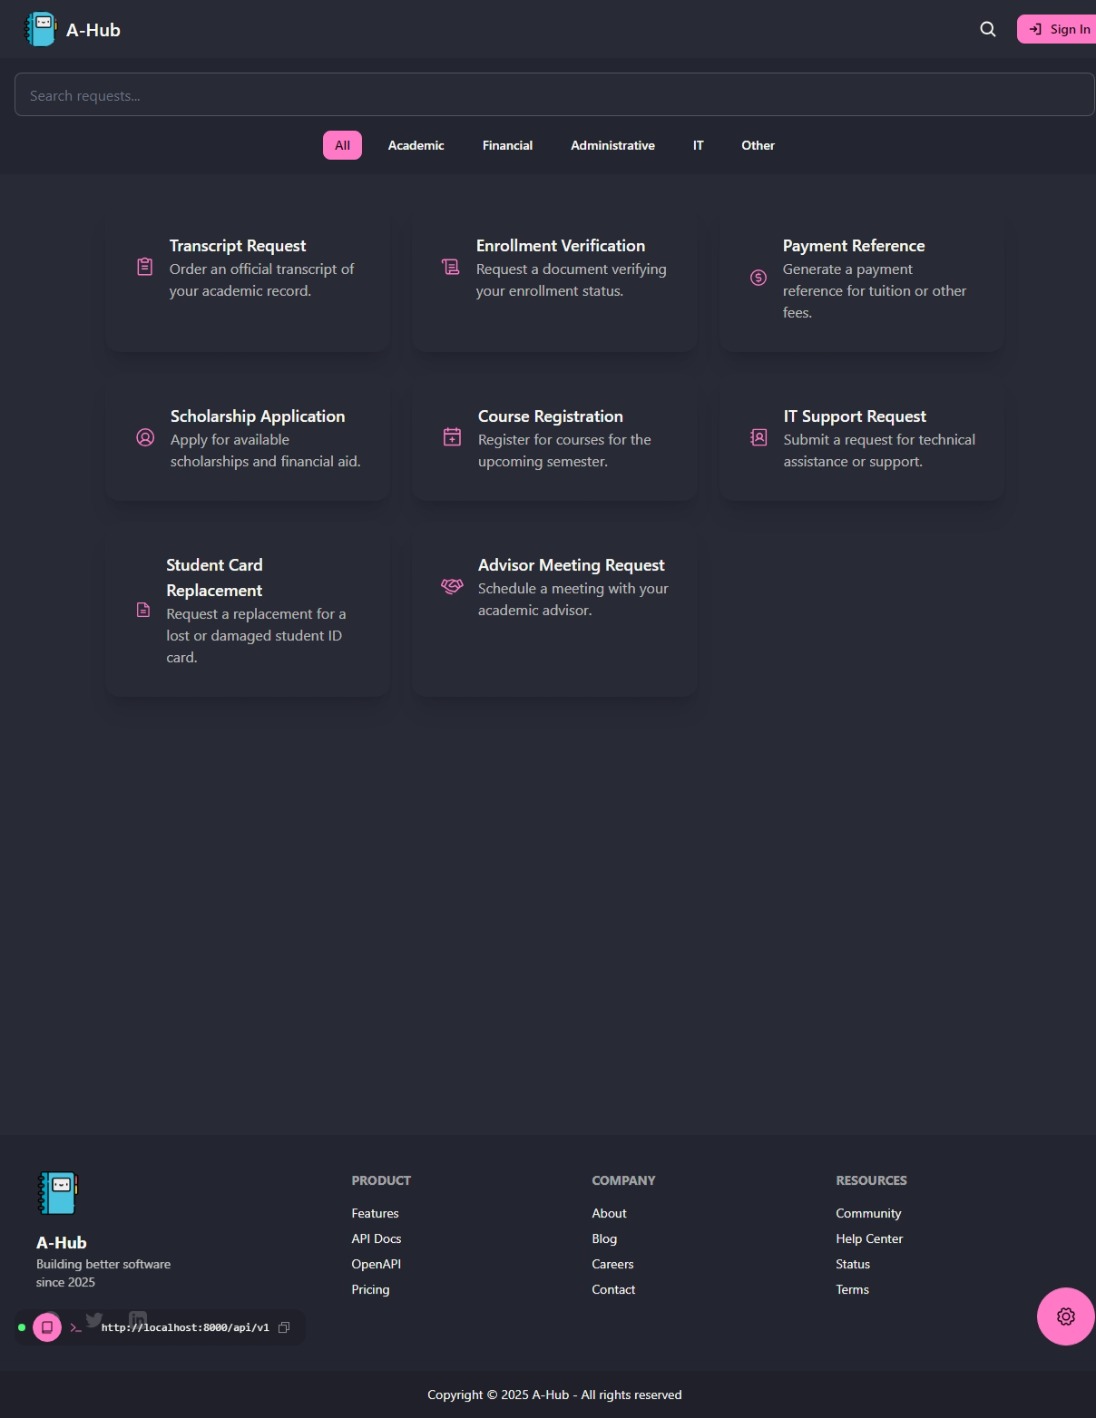 A-Hub
Sign In
Search requests...
All
Academic
Financial
Administrative
IT
Other
Transcript Request
Order an official transcript of
your academic record.
Enrollment Verification
Request a document verifying
your enrollment status.
Payment Reference
Generate a payment
reference for tuition or other
fees.
Scholarship Application
Apply for available
scholarships and financial aid.
Course Registration
Register for courses for the
upcoming semester.
IT Support Request
Submit a request for technical
assistance or support.
Student Card
Replacement
Request a replacement for a
lost or damaged student ID
card.
Advisor Meeting Request
Schedule a meeting with your
academic advisor.
A-Hub
Building better software
since 2025
PRODUCT
Features
API Docs
OpenAPI
Pricing
COMPANY
About
Blog
Careers
Contact
RESOURCES
Community
Help Center
Status
Terms
http://localhost:8000/api/v1
Copyright © 2025 A-Hub - All rights reserved